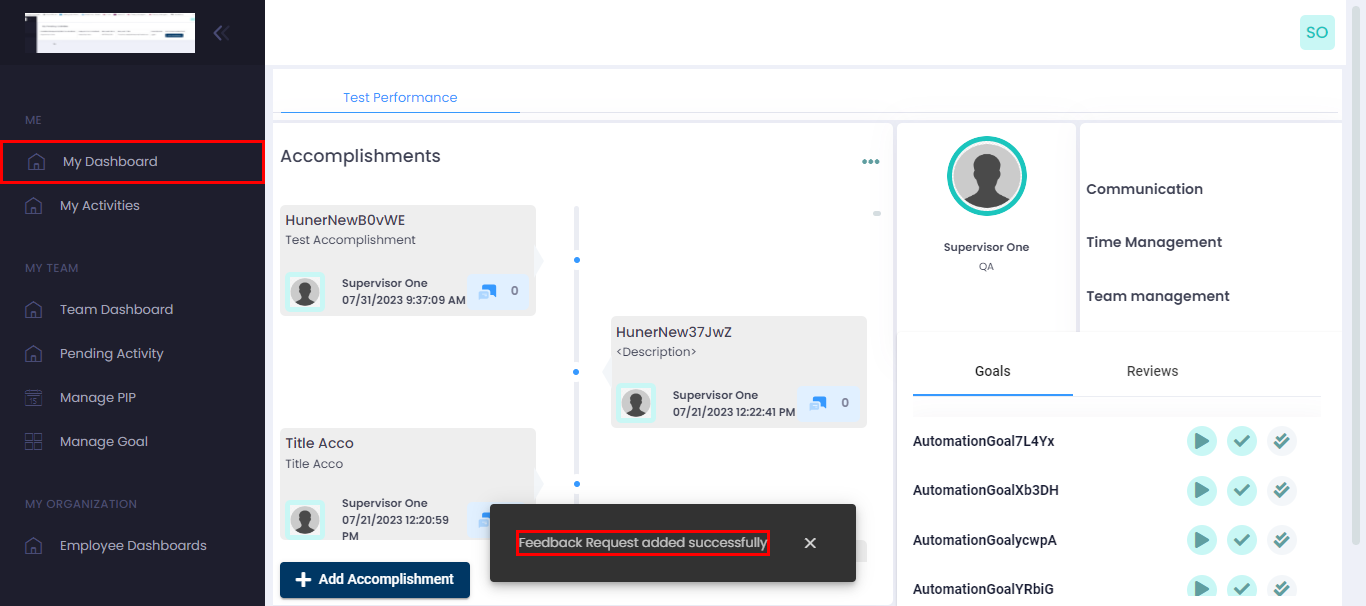 SO
ME
My Dashboard
My Activities
MY TEAM
Team Dashboard
Pending Activity
Manage PIP
Manage Goal
MY ORGANIZATION
Employee Dashboards
Test Performance
Accomplishments
HunerNewB0vWE
Test Accomplishment
Supervisor One
07/31/2023 9:37:09 AM
0
HunerNew37JwZ
<Description>
Supervisor One
07/21/2023 12:22:41 PM
0
Title Acco
Title Acco
Supervisor One
07/21/2023 12:20:59
PM
Add Accomplishment
Feedback Request added successfully
Supervisor One
QA
Communication
Time Management
Team management
Goals
Reviews
AutomationGoal7L4Yx
AutomationGoalXb3DH
AutomationGoalycwpA
AutomationGoalYRbiG